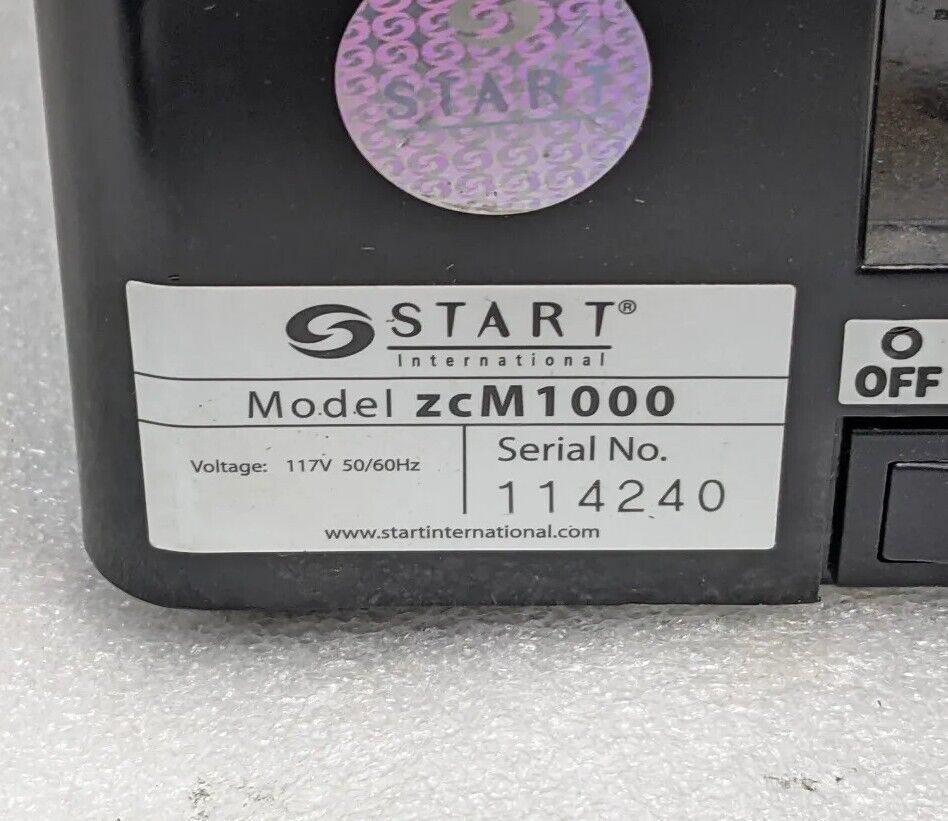 START
START®
International
Model zcM1000
Voltage: 117V 50/60Hz
Serial No.
114240
www.startinternational.com
O
OFF